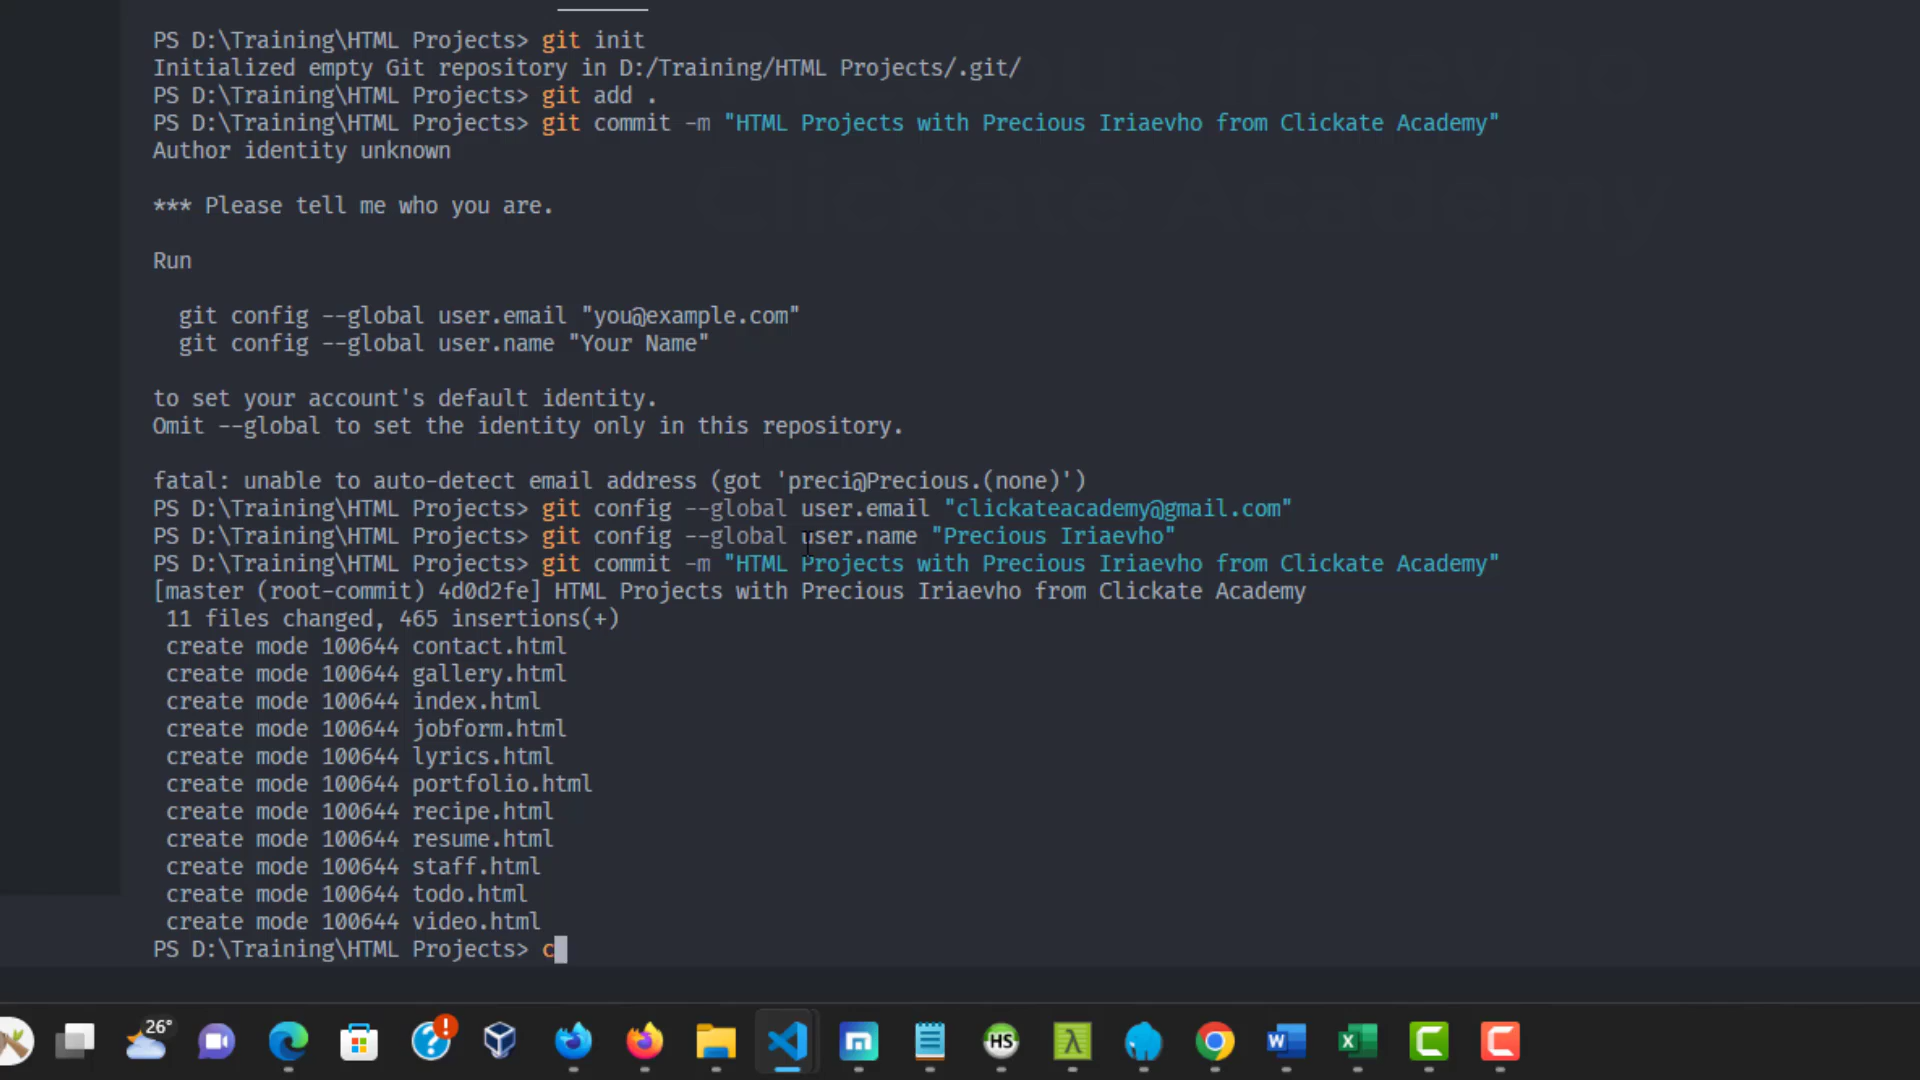 PS D:\Training\HTML Projects> git init
Initialized empty Git repository in D:/Training/HTML Projects/.git/
PS D:\Training\HTML Projects> git add .
PS D:\Training\HTML Projects> git commit -m "HTML Projects with Precious Iriaevho from Clickate Academy"
Author identity unknown
*** Please tell me who you are.
Run
git config --global user.email "you@example.com"
git config --global user.name "Your Name"
to set your account's default identity.
Omit --global to set the identity only in this repository.
fatal: unable to auto-detect email address (got 'preci@Precious.(none)')
PS D:\Training\HTML Projects> git config --global user.email "clickateacademy@gmail.com"
PS D:\Training\HTML Projects> git config --global user.name "Precious Iriaevho"
PS D:\Training\HTML Projects> git commit -m "HTML Projects with Precious Iriaevho from Clickate Academy"
[master (root-commit) 4d0d2fe] HTML Projects with Precious Iriaevho from Clickate Academy
11 files changed, 465 insertions(+)
create mode 100644 contact.html
create mode 100644 gallery.html
create mode 100644 index.html
create mode 100644 jobform.html
create mode 100644 lyrics.html
create mode 100644 portfolio.html
create mode 100644 recipe.html
create mode 100644 resume.html
create mode 100644 staff.html
create mode 100644 todo.html
create mode 100644 video.html
PS D:\Training\HTML Projects> c
26°
HS
W
X